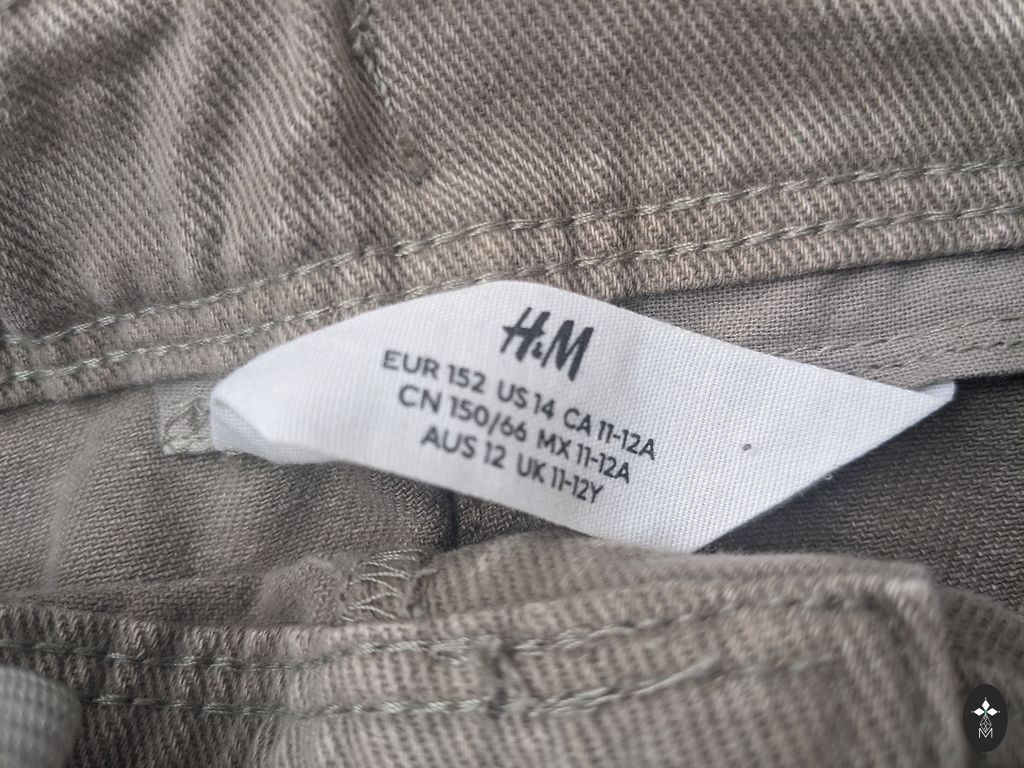 H&M
EUR 152 US 14 CA 11-12A
CN 150/66 MX 11-12A
AUS 12 UK 11-12Y
M